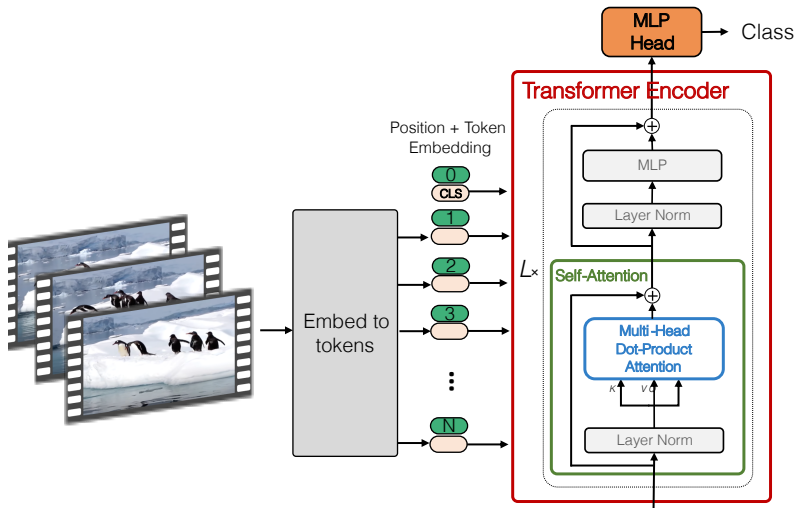 MLP
Head
Class
Transformer Encoder
Position + Token
Embedding
0
CLS
1
2
3
N
Embed to
tokens
L×
MLP
Layer Norm
Self-Attention
Multi-Head
Dot-Product
Attention
K V Q
Layer Norm